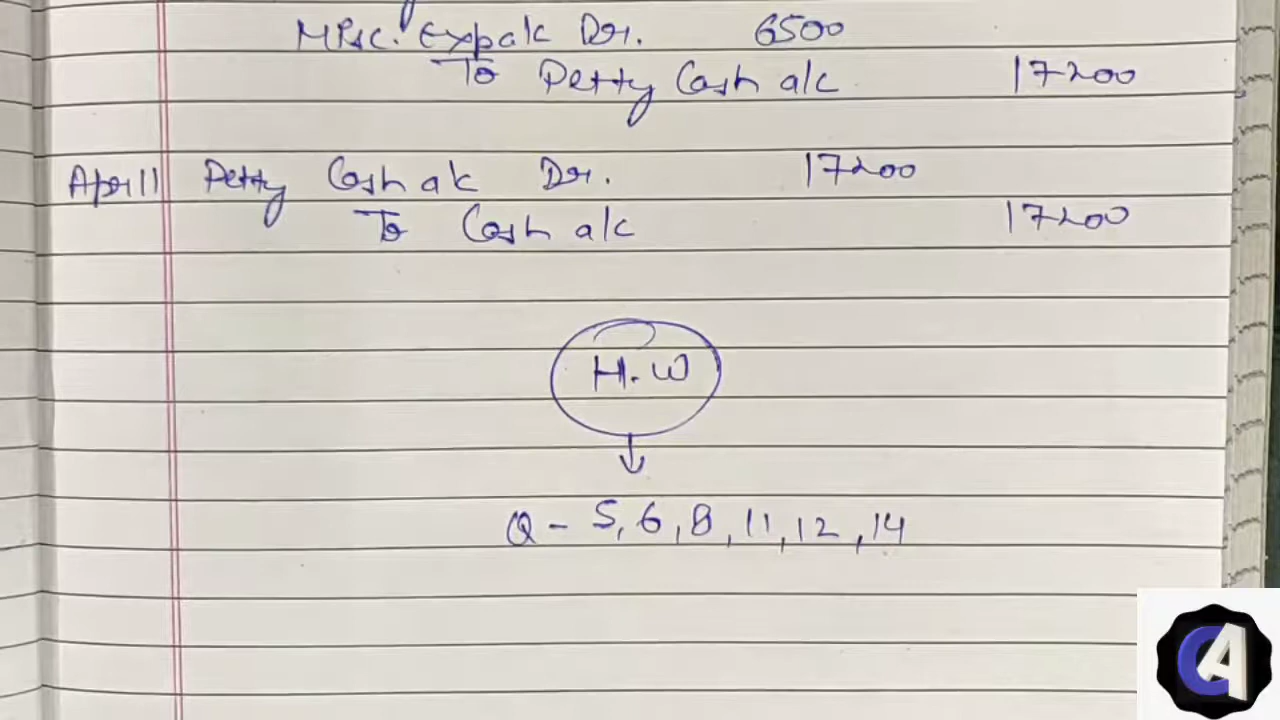 Misc. Exp a/c Dr. 6500
To Petty Cash a/c 17200
April 1 Petty Cash a/c Dr. 17200
To Cash a/c 17200
H.W
Q - 5, 6, 8, 11, 12, 14
CA